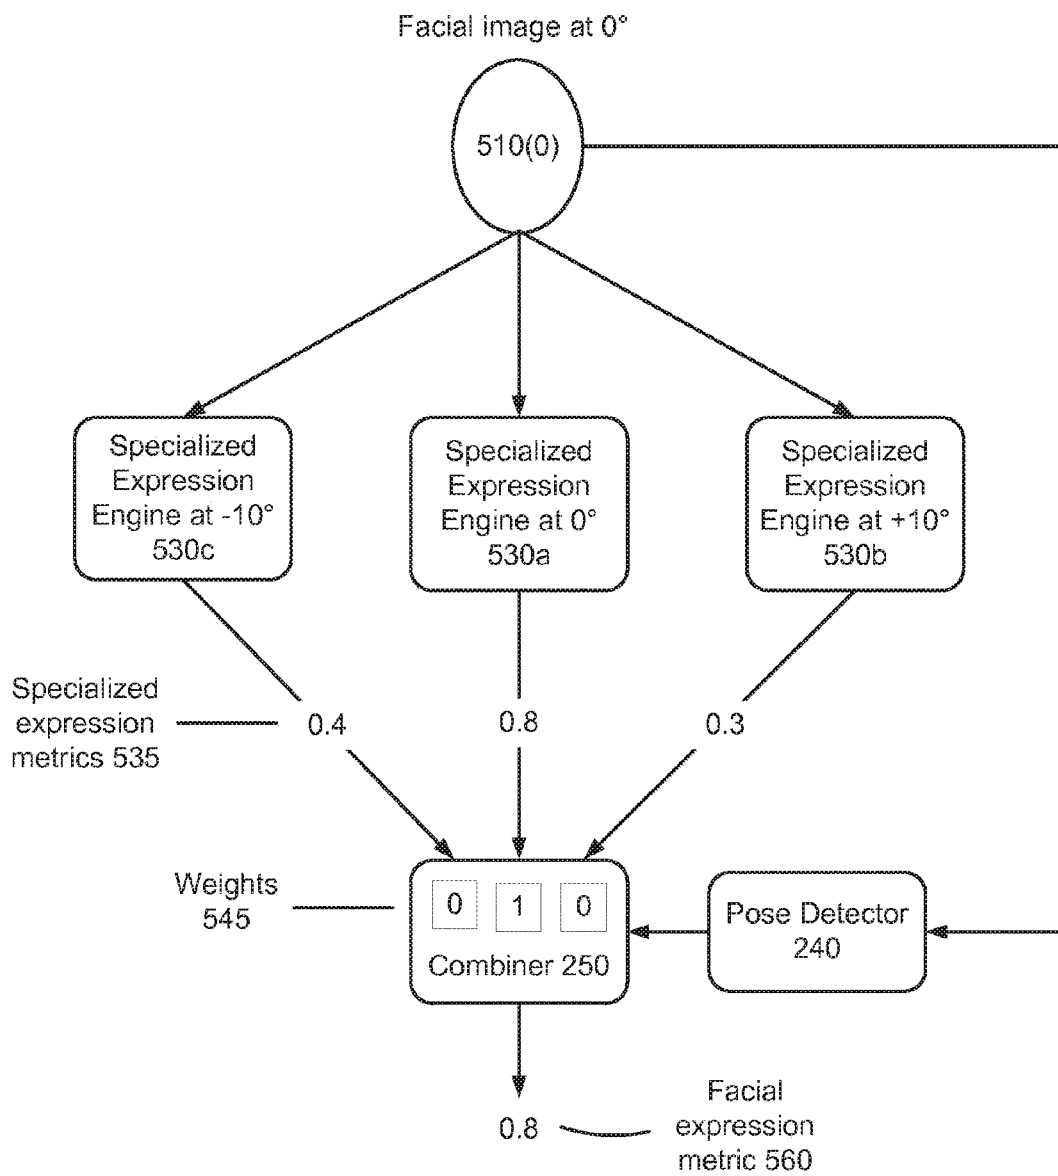 Facial image at 0°
510(0)
Specialized
Expression
Engine at -10°
530c
Specialized
Expression
Engine at 0°
530a
Specialized
Expression
Engine at +10°
530b
Specialized
expression
metrics 535
0.4
0.8
0.3
Weights
545
0
1
0
Combiner 250
Pose Detector
240
0.8
Facial
expression
metric 560